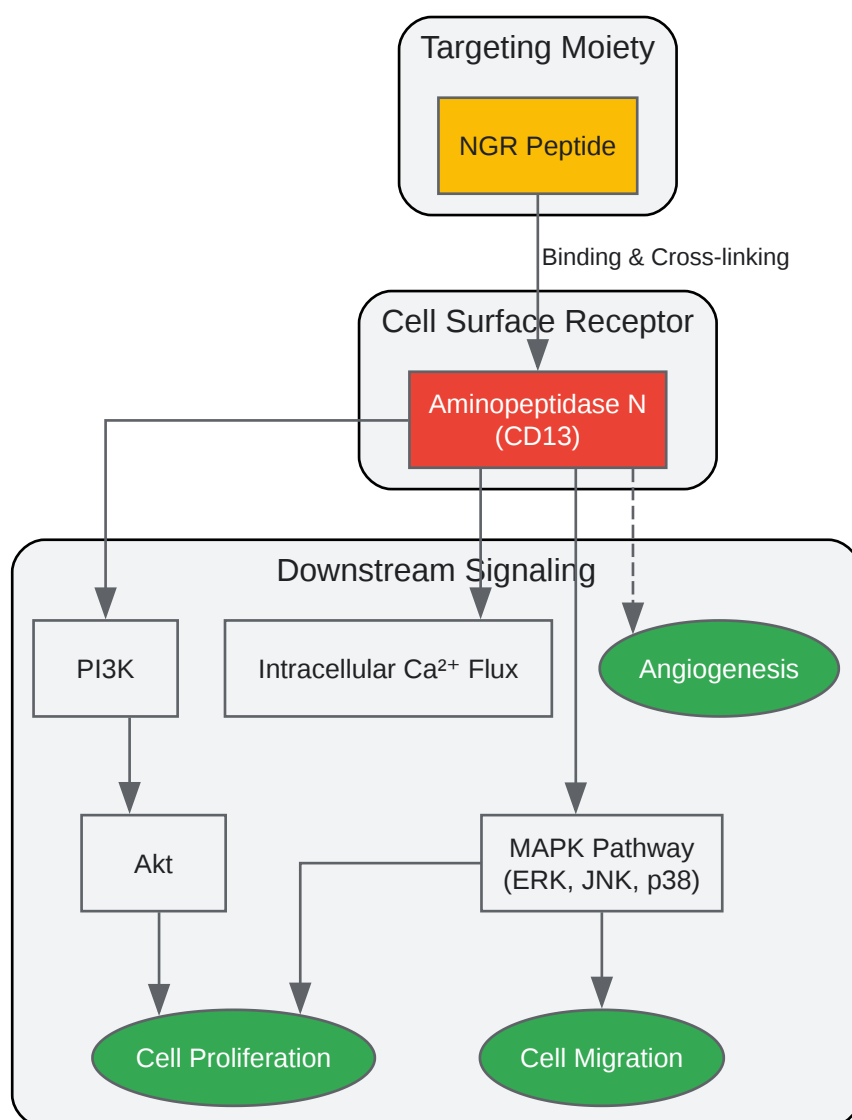 Targeting Moiety
NGR Peptide
Binding & Cross-linking
Cell Surface Receptor
Aminopeptidase N
(CD13)
Downstream Signaling
PI3K
Intracellular Ca²⁺ Flux
Angiogenesis
Akt
MAPK Pathway
(ERK, JNK, p38)
Cell Proliferation
Cell Migration